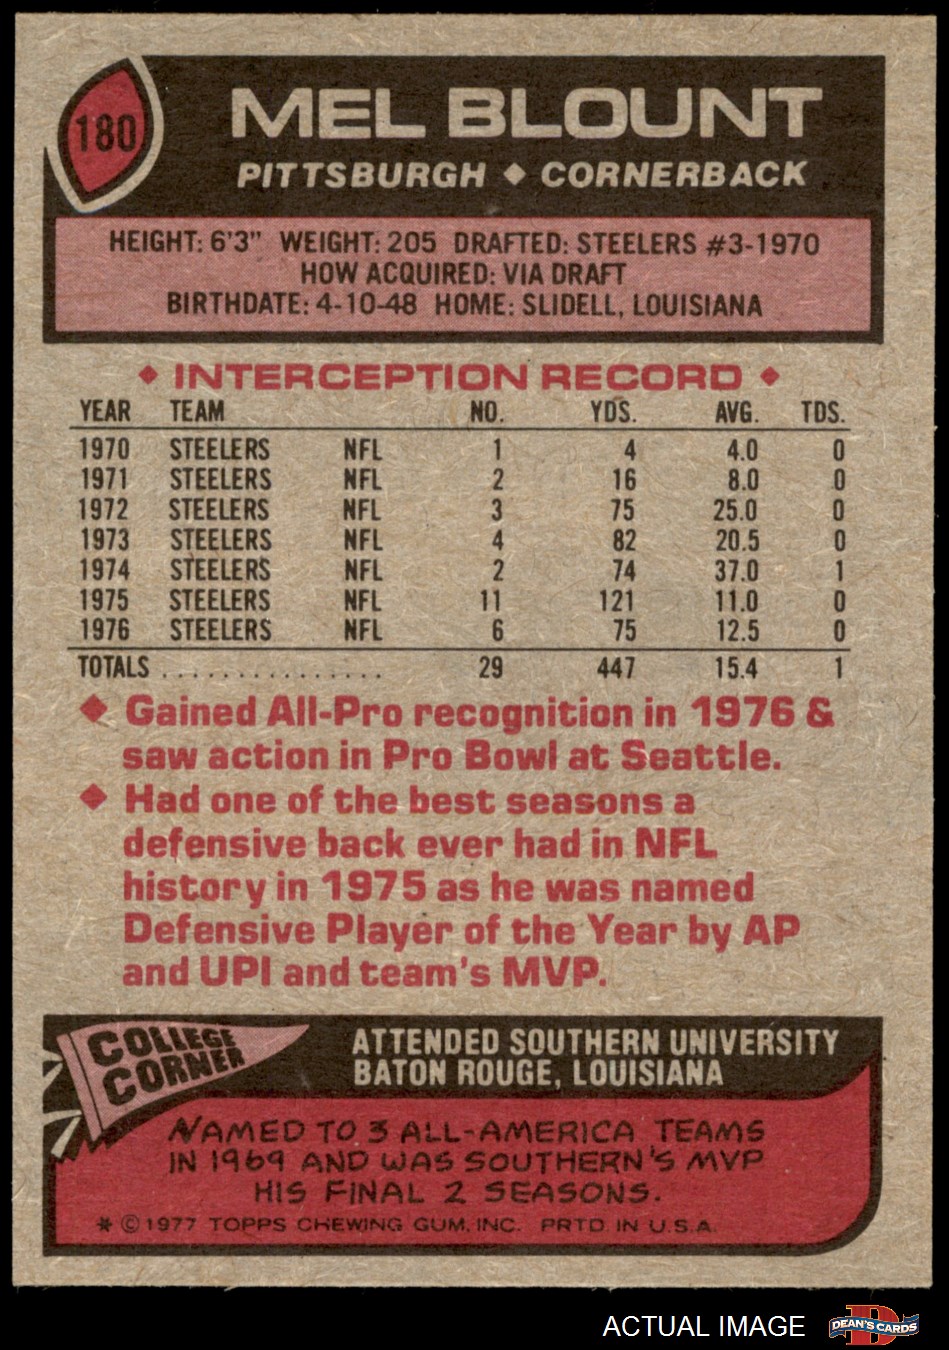 180
MEL BLOUNT
PITTSBURGH ◆ CORNERBACK
HEIGHT: 6'3" WEIGHT: 205 DRAFTED: STEELERS #3-1970
HOW ACQUIRED: VIA DRAFT
BIRTHDATE: 4-10-48 HOME: SLIDELL, LOUISIANA
◆ INTERCEPTION RECORD ◆
YEAR TEAM NO. YDS. AVG. TDS.
1970 STEELERS NFL 1 4 4.0 0
1971 STEELERS NFL 2 16 8.0 0
1972 STEELERS NFL 3 75 25.0 0
1973 STEELERS NFL 4 82 20.5 0
1974 STEELERS NFL 2 74 37.0 1
1975 STEELERS NFL 11 121 11.0 0
1976 STEELERS NFL 6 75 12.5 0
TOTALS . . . . . . . . . . . . . . . 29 447 15.4 1
◆ Gained All-Pro recognition in 1976 &
saw action in Pro Bowl at Seattle.
◆ Had one of the best seasons a
defensive back ever had in NFL
history in 1975 as he was named
Defensive Player of the Year by AP
and UPI and team's MVP.
COLLEGE
CORNER
ATTENDED SOUTHERN UNIVERSITY
BATON ROUGE, LOUISIANA
NAMED TO 3 ALL-AMERICA TEAMS
IN 1969 AND WAS SOUTHERN'S MVP
HIS FINAL 2 SEASONS.
* © 1977 TOPPS CHEWING GUM, INC. PRTD. IN U.S.A.
ACTUAL IMAGE
D
DEAN'S CARDS